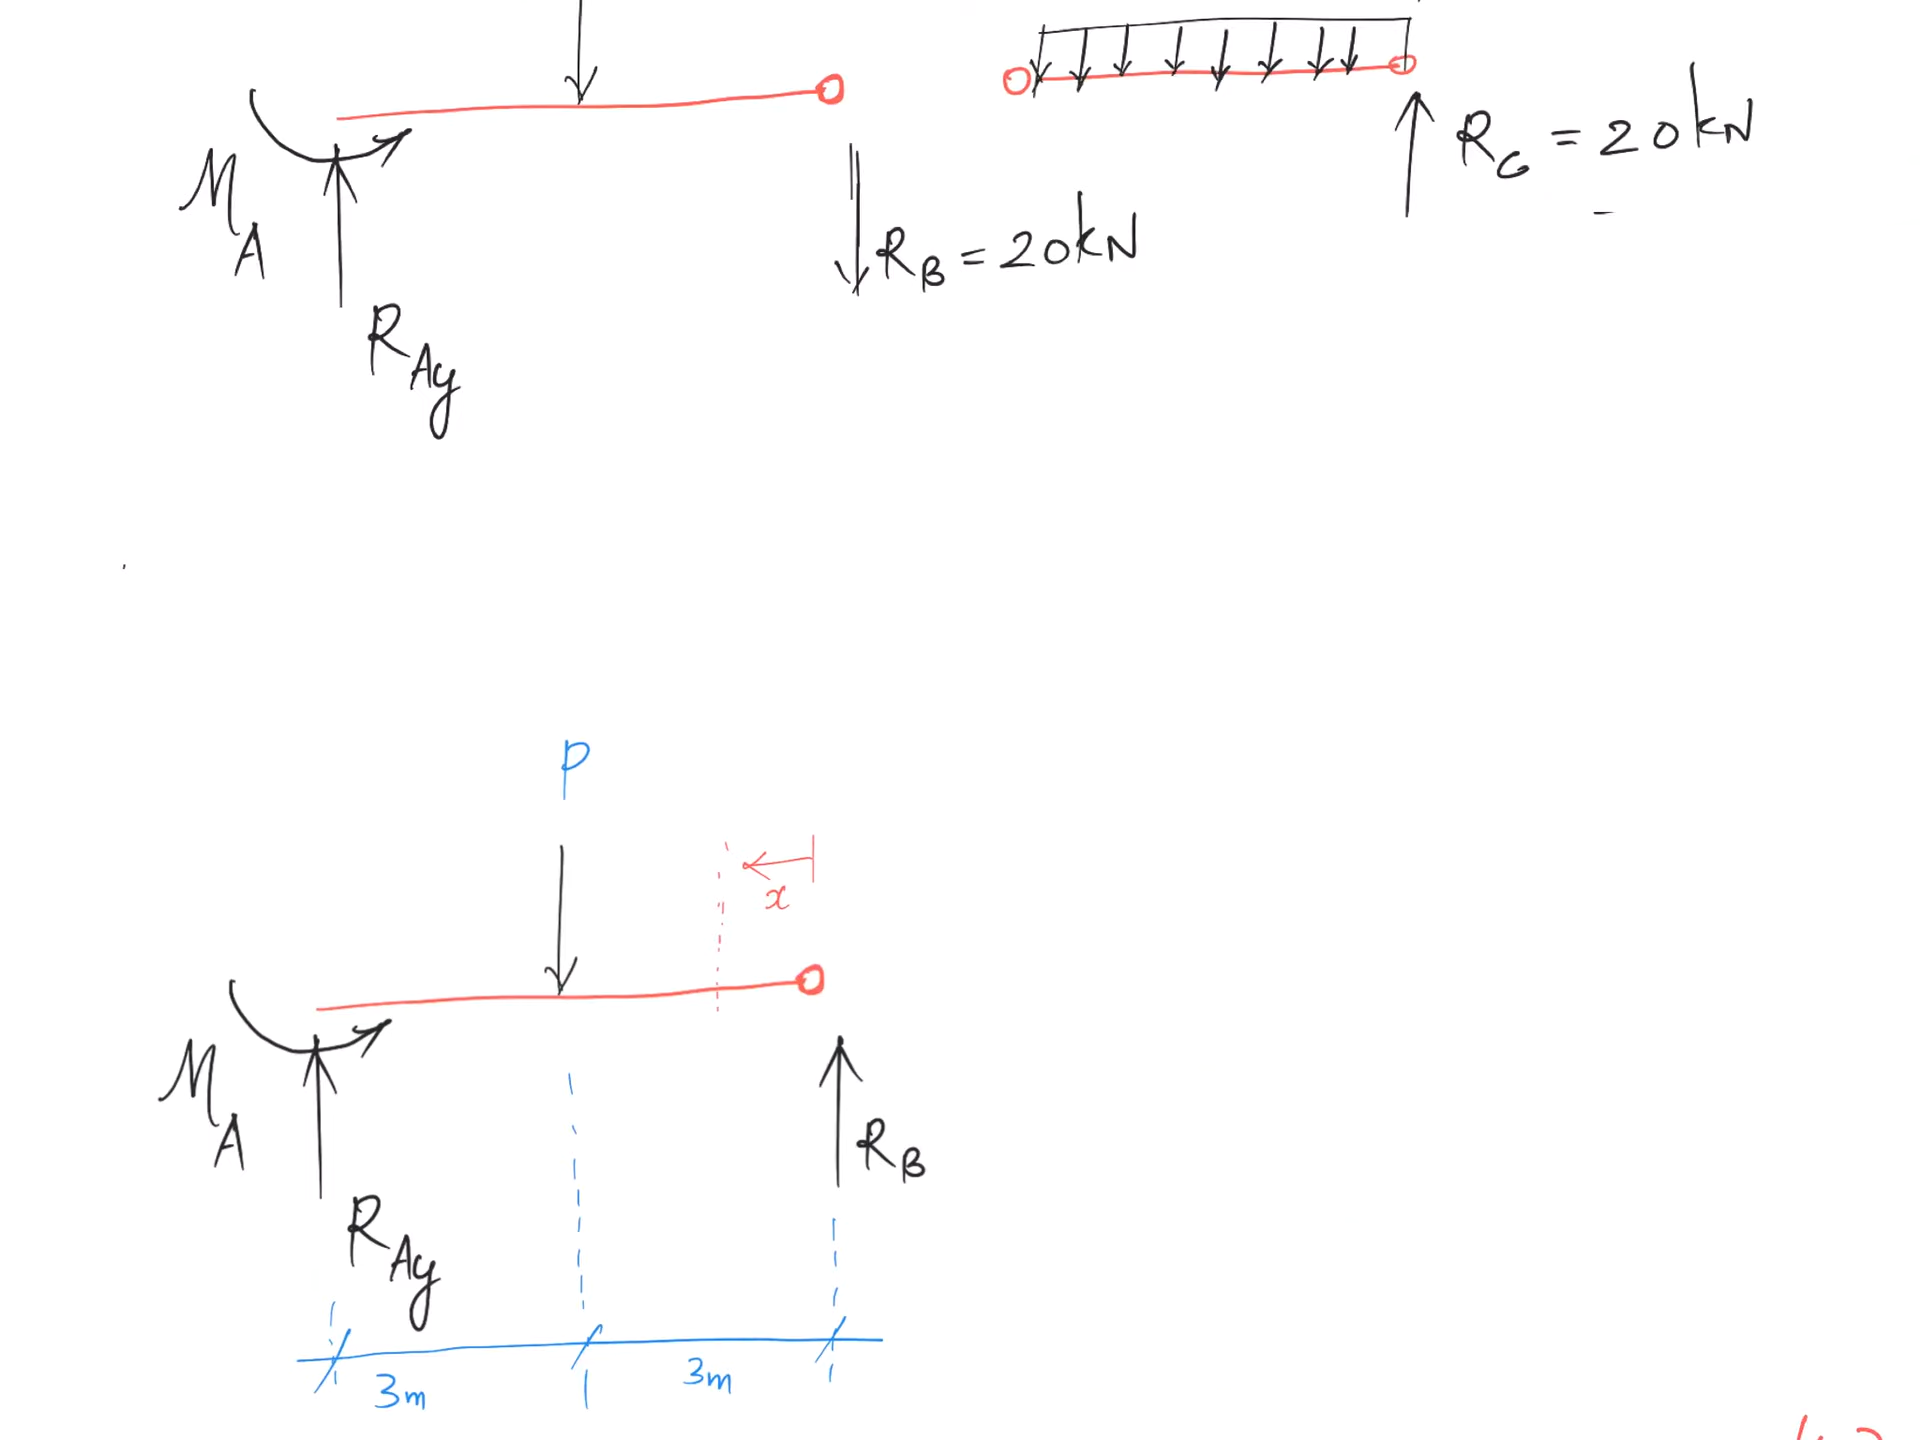 R_C = 20kN
M_A
R_B = 20kN
R_Ay
P
x
M_A
R_B
R_Ay
3m
3m